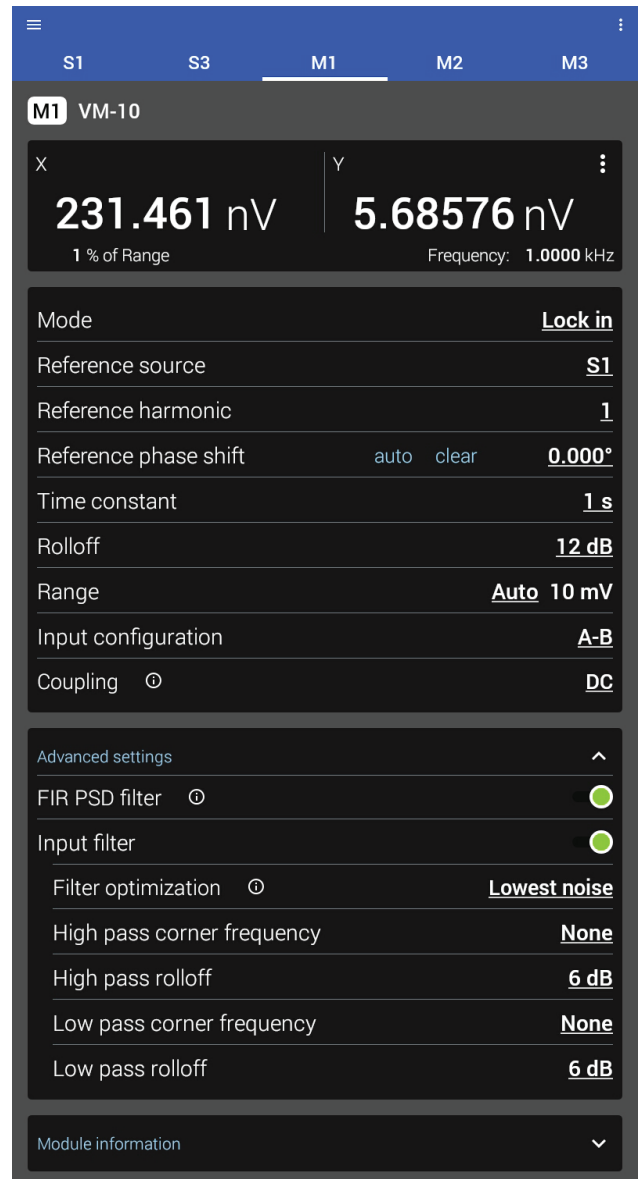 S1 S3 M1 M2 M3
M1 VM-10
X Y
231.461 nV 5.68576 nV
1 % of Range Frequency: 1.0000 kHz
Mode Lock in
Reference source S1
Reference harmonic 1
Reference phase shift auto clear 0.000°
Time constant 1 s
Rolloff 12 dB
Range Auto 10 mV
Input configuration A-B
Coupling DC
Advanced settings
FIR PSD filter
Input filter
Filter optimization Lowest noise
High pass corner frequency None
High pass rolloff 6 dB
Low pass corner frequency None
Low pass rolloff 6 dB
Module information